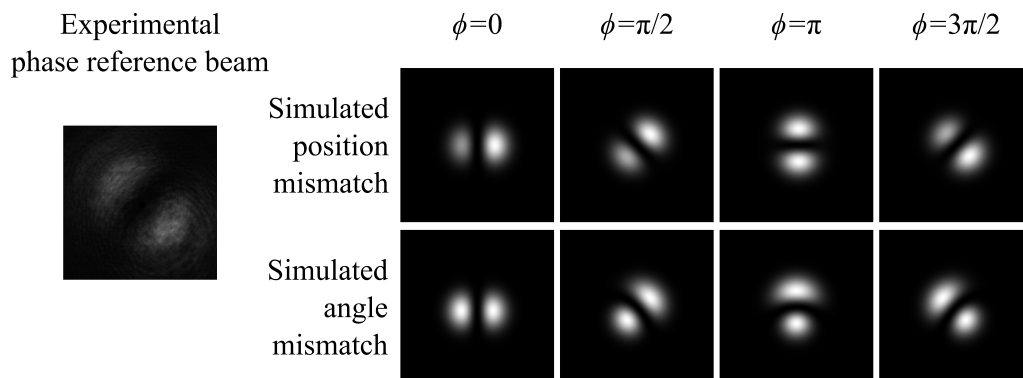 Experimental
phase reference beam
ϕ=0
ϕ=π/2
ϕ=π
ϕ=3π/2
Simulated
position
mismatch
Simulated
angle
mismatch